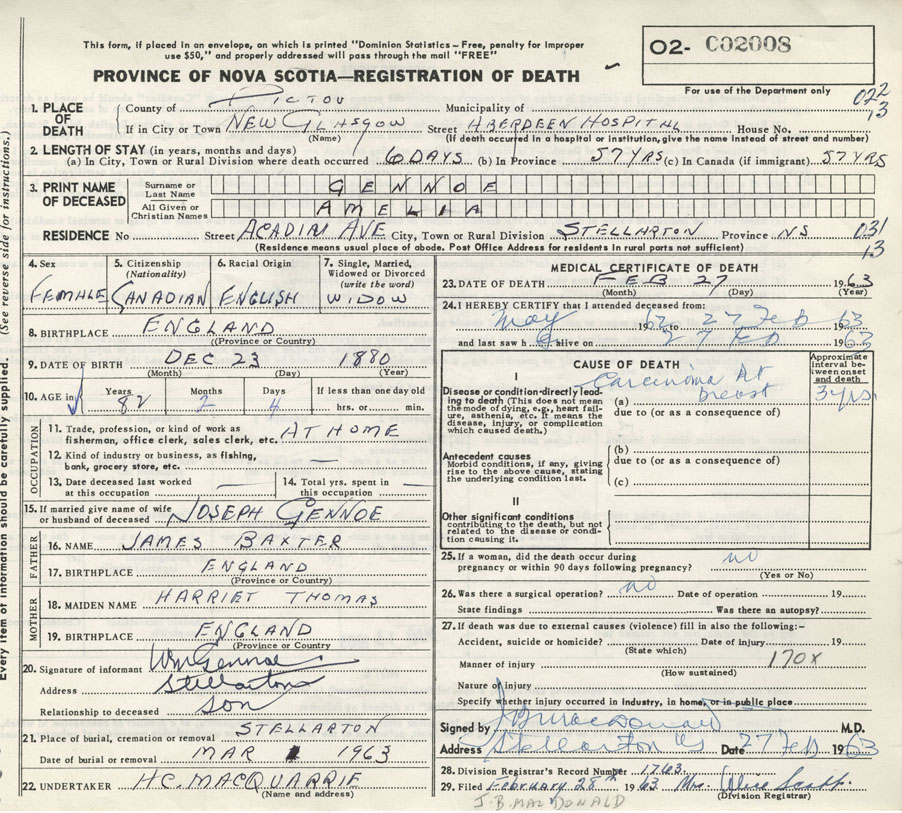 This form, if placed in an envelope, on which is printed "Dominion Statistics – Free, penalty for improper
use $50," and properly addressed will pass through the mail "FREE"
O2- C02008
PROVINCE OF NOVA SCOTIA—REGISTRATION OF DEATH
For use of the Department only
022
13
1. PLACE OF DEATH
County of PICTOU Municipality of
If in City or Town NEW GLASGOW Street ABERDEEN HOSPITAL House No.
(Name) (If death occurred in a hospital or institution, give the name instead of street and number)
2. LENGTH OF STAY (in years, months and days)
(a) In City, Town or Rural Division where death occurred 6 DAYS (b) In Province 57 YRS (c) In Canada (if immigrant) 57 YRS
3. PRINT NAME OF DECEASED
Surname or Last Name GENNOE
All Given or Christian Names AMELIA
RESIDENCE No Street ACADIAN AVE City, Town or Rural Division STELLARTON Province NS
031
13
(Residence means usual place of abode. Post Office Address for residents in rural parts not sufficient)
4. Sex FEMALE
5. Citizenship (Nationality) CANADIAN
6. Racial Origin ENGLISH
7. Single, Married, Widowed or Divorced (write the word) WIDOW
8. BIRTHPLACE ENGLAND
(Province or Country)
9. DATE OF BIRTH DEC 23 1880
(Month) (Day) (Year)
10. AGE in Years 82 Months 2 Days 4 If less than one day old hrs. or min.
OCCUPATION
11. Trade, profession, or kind of work as
fisherman, office clerk, sales clerk, etc. AT HOME
12. Kind of industry or business, as fishing,
bank, grocery store, etc. —
13. Date deceased last worked at this occupation —
14. Total yrs. spent in this occupation —
15. If married give name of wife
or husband of deceased JOSEPH GENNOE
FATHER
16. NAME JAMES BAXTER
17. BIRTHPLACE ENGLAND
(Province or Country)
MOTHER
18. MAIDEN NAME HARRIET THOMAS
19. BIRTHPLACE ENGLAND
(Province or Country
20. Signature of informant Wm Gennoe
Address Stellarton
Relationship to deceased son
21. Place of burial, cremation or removal STELLARTON
Date of burial or removal MAR 1963
22. UNDERTAKER H.C. MACQUARRIE
(Name and address)
MEDICAL CERTIFICATE OF DEATH
23. DATE OF DEATH FEB 27 1963
(Month) (Day) (Year)
24. I HEREBY CERTIFY that I attended deceased from:
May 1962 to 27 Feb 1963
and last saw h alive on 27 Feb 1963
CAUSE OF DEATH
Approximate interval between onset and death
I
Disease or condition directly leading to death (This does not mean
the mode of dying, e.g., heart failure, asthenia, etc. It means the
disease, injury, or complication
which caused death.)
(a) Carcinoma of breast 3 yrs
due to (or as a consequence of)
Antecedent causes
Morbid conditions, if any, giving
rise to the above cause, stating
the underlying condition last.
(b)
due to (or as a consequence of)
(c)
II
Other significant conditions
contributing to the death, but not
related to the disease or condition causing it.
25. If a woman, did the death occur during
pregnancy or within 90 days following pregnancy? no
(Yes or No)
26. Was there a surgical operation? no Date of operation 19
State findings Was there an autopsy?
27. If death was due to external causes (violence) fill in also the following:–
Accident, suicide or homicide? Date of injury 19
(State which)
Manner of injury 170X
(How sustained)
Nature of injury
Specify whether injury occurred in Industry, in home, or in public place
Signed by J B MacDonald M.D.
Address Stellarton NS Date 27 Feb 1963
28. Division Registrar's Record Number 1763
29. Filed February 28th 1963 Mrs.
(Division Registrar)
J.B. MACDONALD
Every item of information should be carefully supplied. (See reverse side for instructions.)